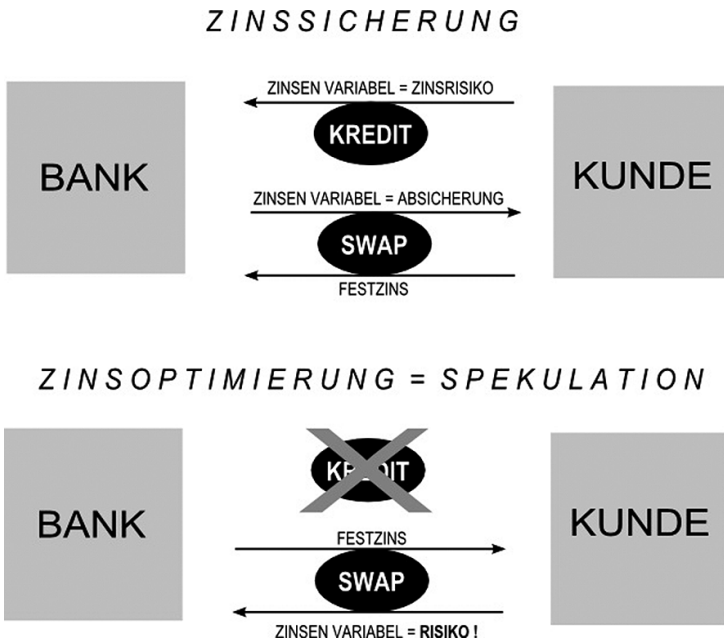 ZINSSICHERUNG
ZINSEN VARIABEL = ZINSRISIKO
KREDIT
BANK
KUNDE
ZINSEN VARIABEL = ABSICHERUNG
SWAP
FESTZINS
ZINSOPTIMIERUNG = SPEKULATION
KREDIT
BANK
KUNDE
FESTZINS
SWAP
ZINSEN VARIABEL = RISIKO !